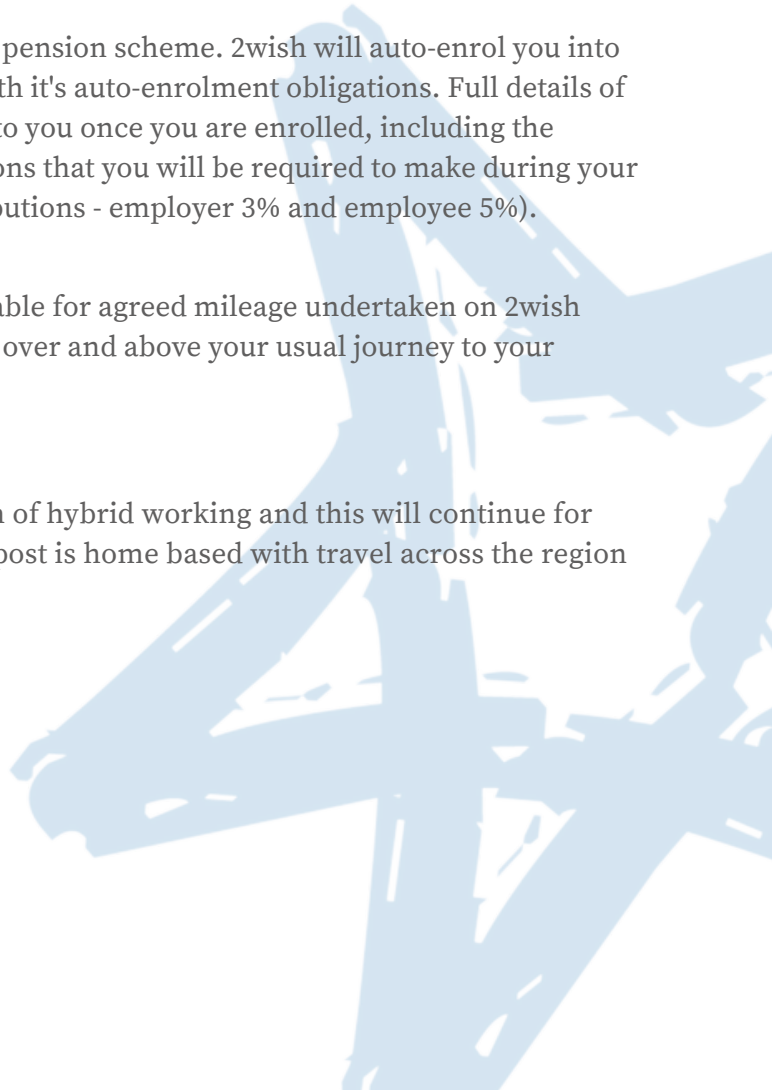 pension scheme. 2wish will auto-enrol you into
th it's auto-enrolment obligations. Full details of
to you once you are enrolled, including the
ons that you will be required to make during your
butions - employer 3% and employee 5%).
able for agreed mileage undertaken on 2wish
over and above your usual journey to your
n of hybrid working and this will continue for
post is home based with travel across the region